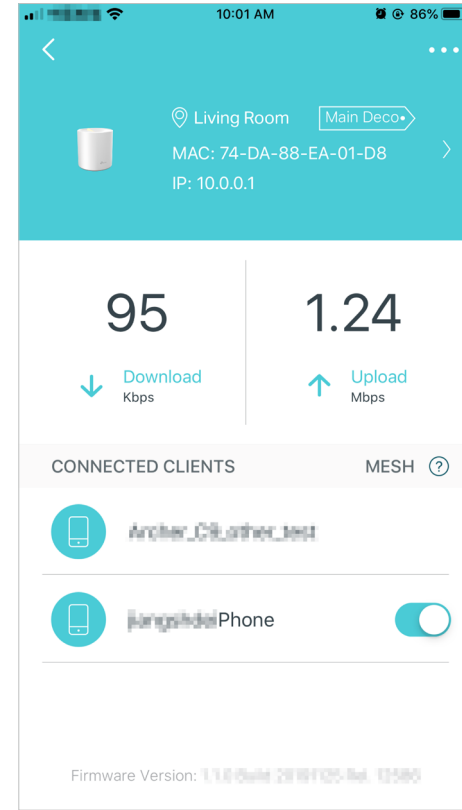 10:01 AM 86%
Living Room Main Deco
MAC: 74-DA-88-EA-01-D8
IP: 10.0.0.1
95 1.24
Download Upload
Kbps Mbps
CONNECTED CLIENTS MESH ?
Phone
Firmware Version: